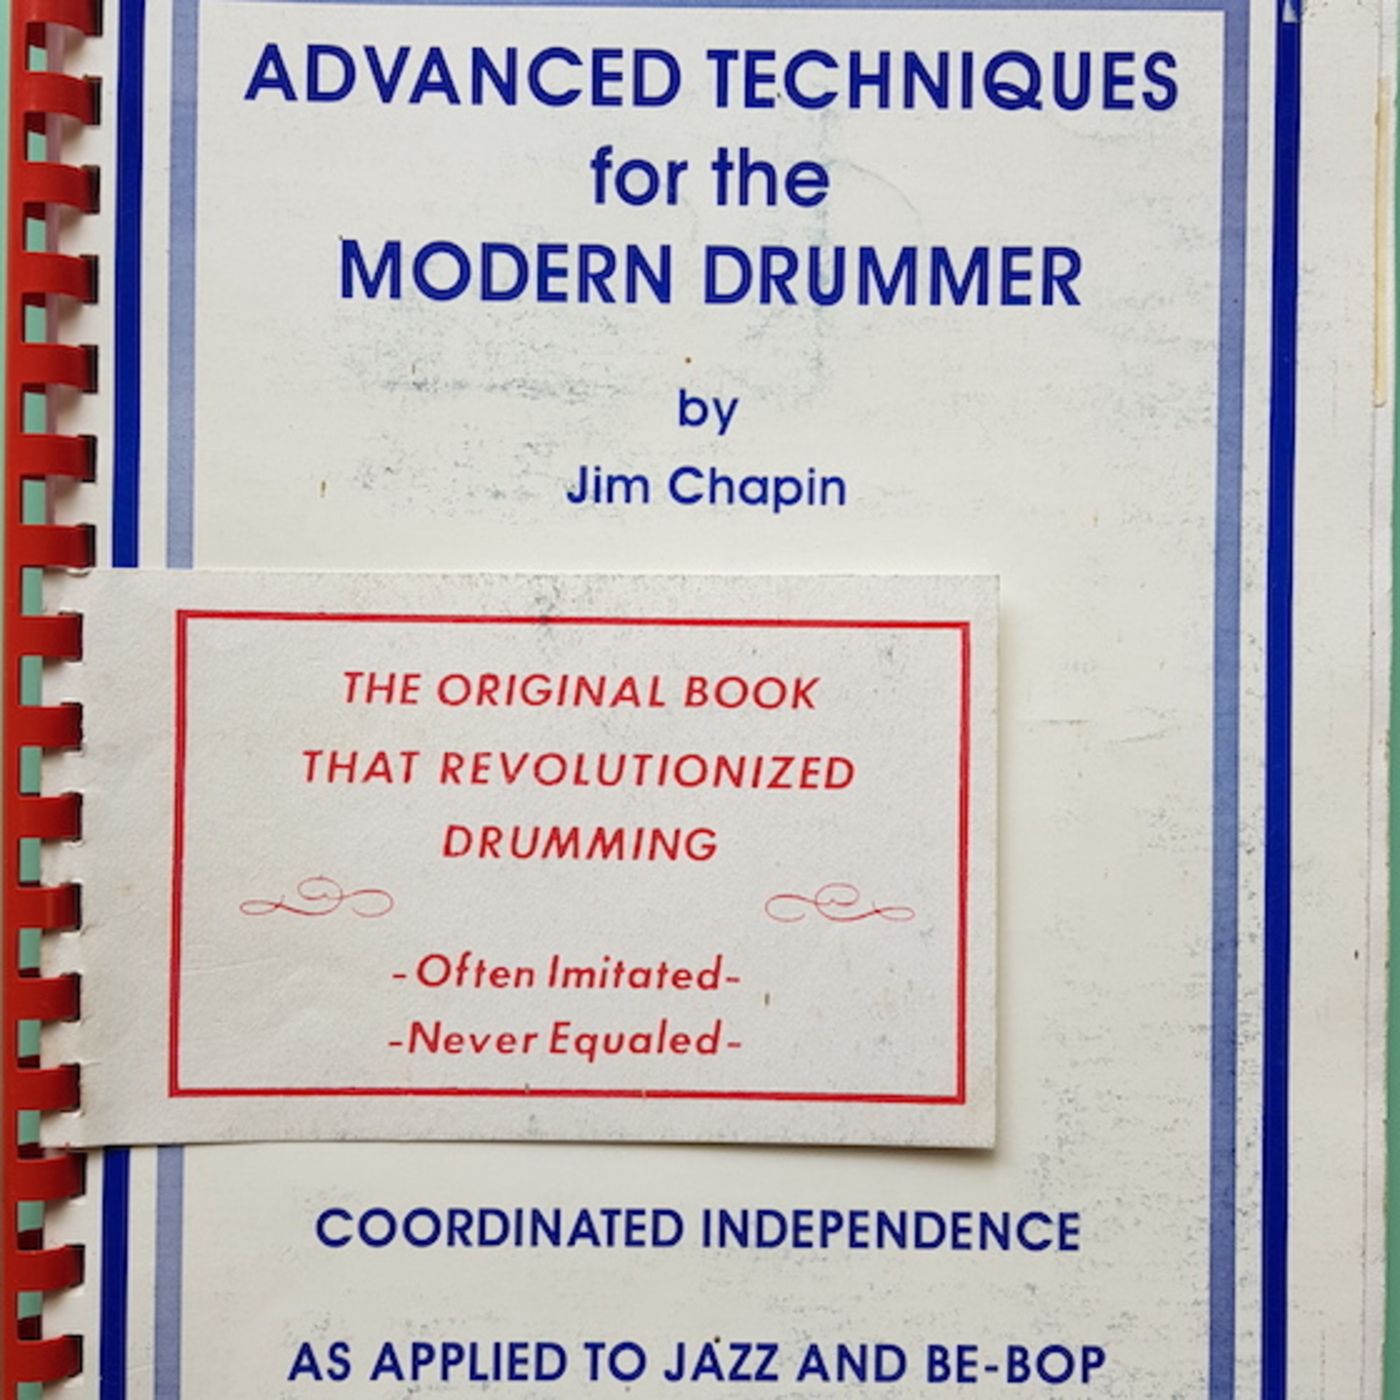 ADVANCED TECHNIQUES
for the
MODERN DRUMMER
by
Jim Chapin
THE ORIGINAL BOOK
THAT REVOLUTIONIZED
DRUMMING
-Often Imitated-
-Never Equaled-
COORDINATED INDEPENDENCE
AS APPLIED TO JAZZ AND BE-BOP